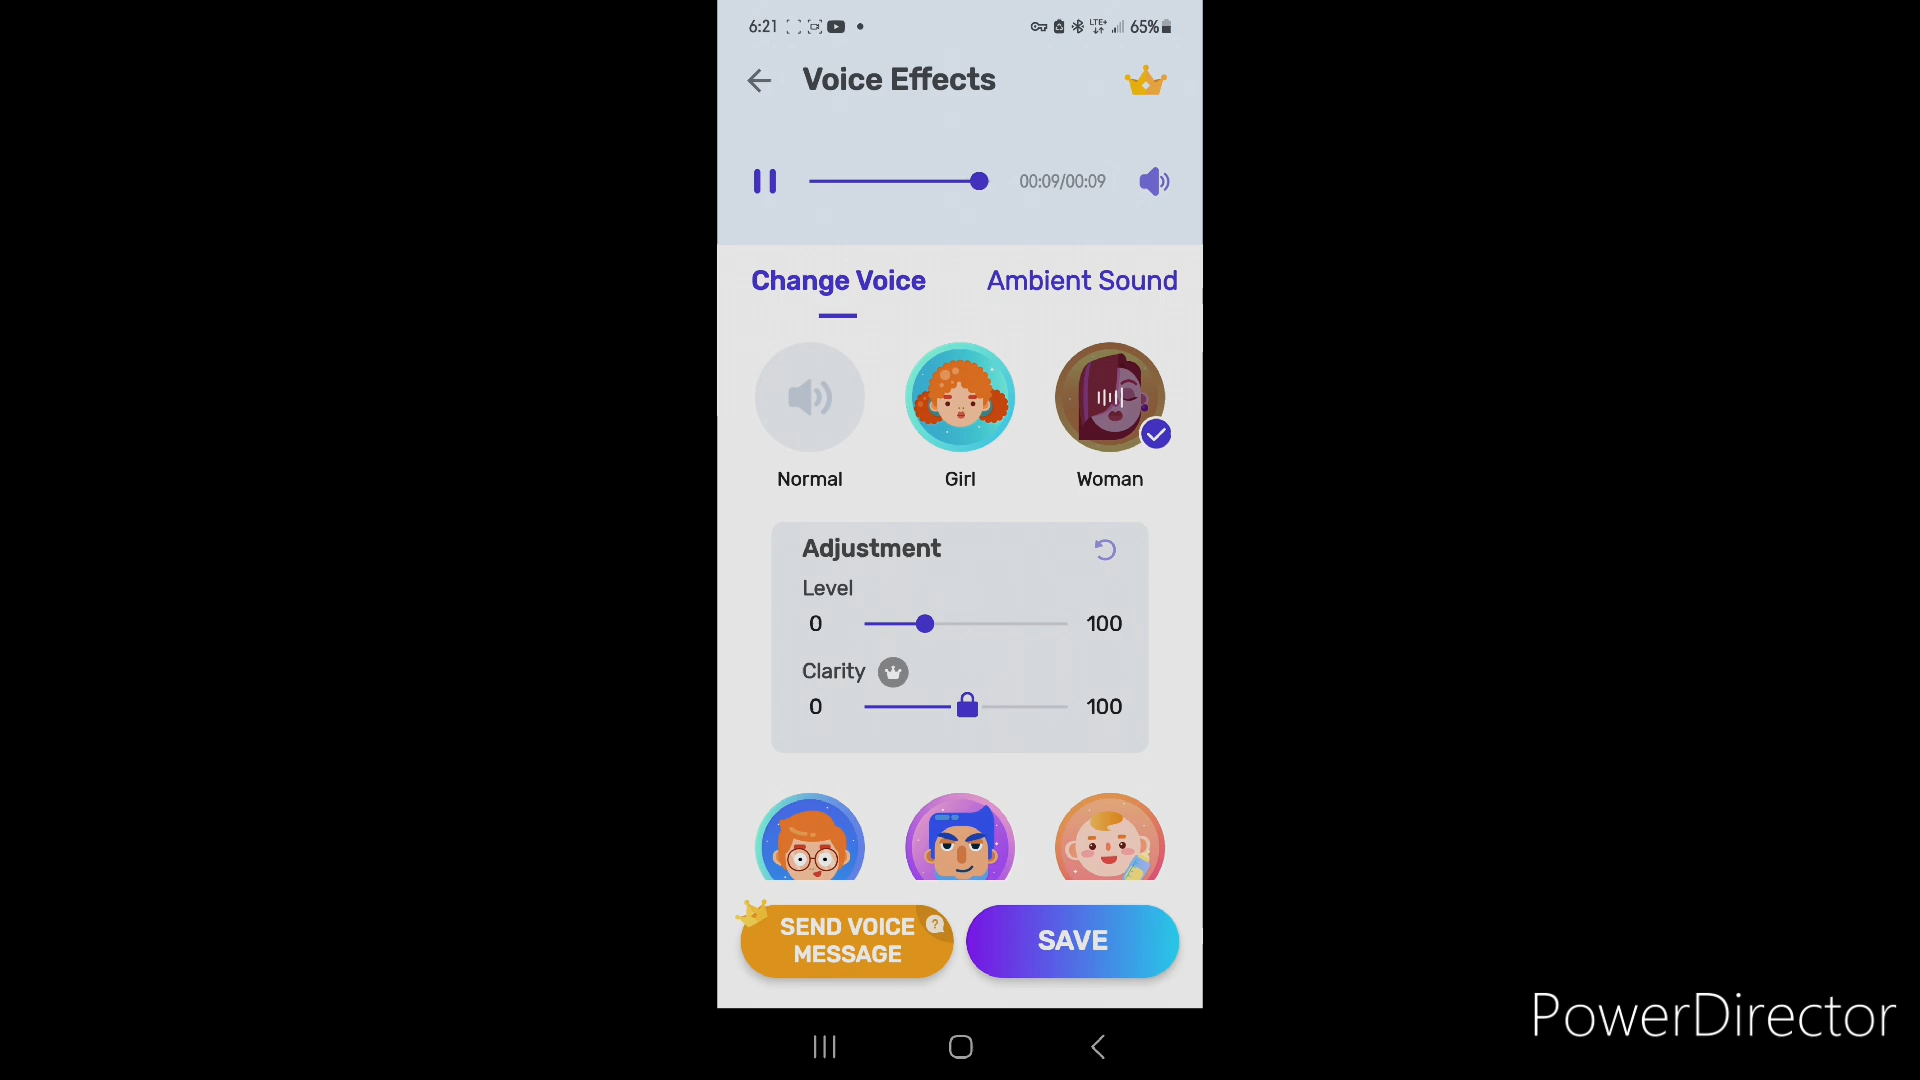 6:21
LTE+
65%
Voice Effects
00:09/00:09
Change Voice
Ambient Sound
Normal
Girl
Woman
Adjustment
Level
0
100
Clarity
0
100
SEND VOICE
MESSAGE
?
SAVE
PowerDirector